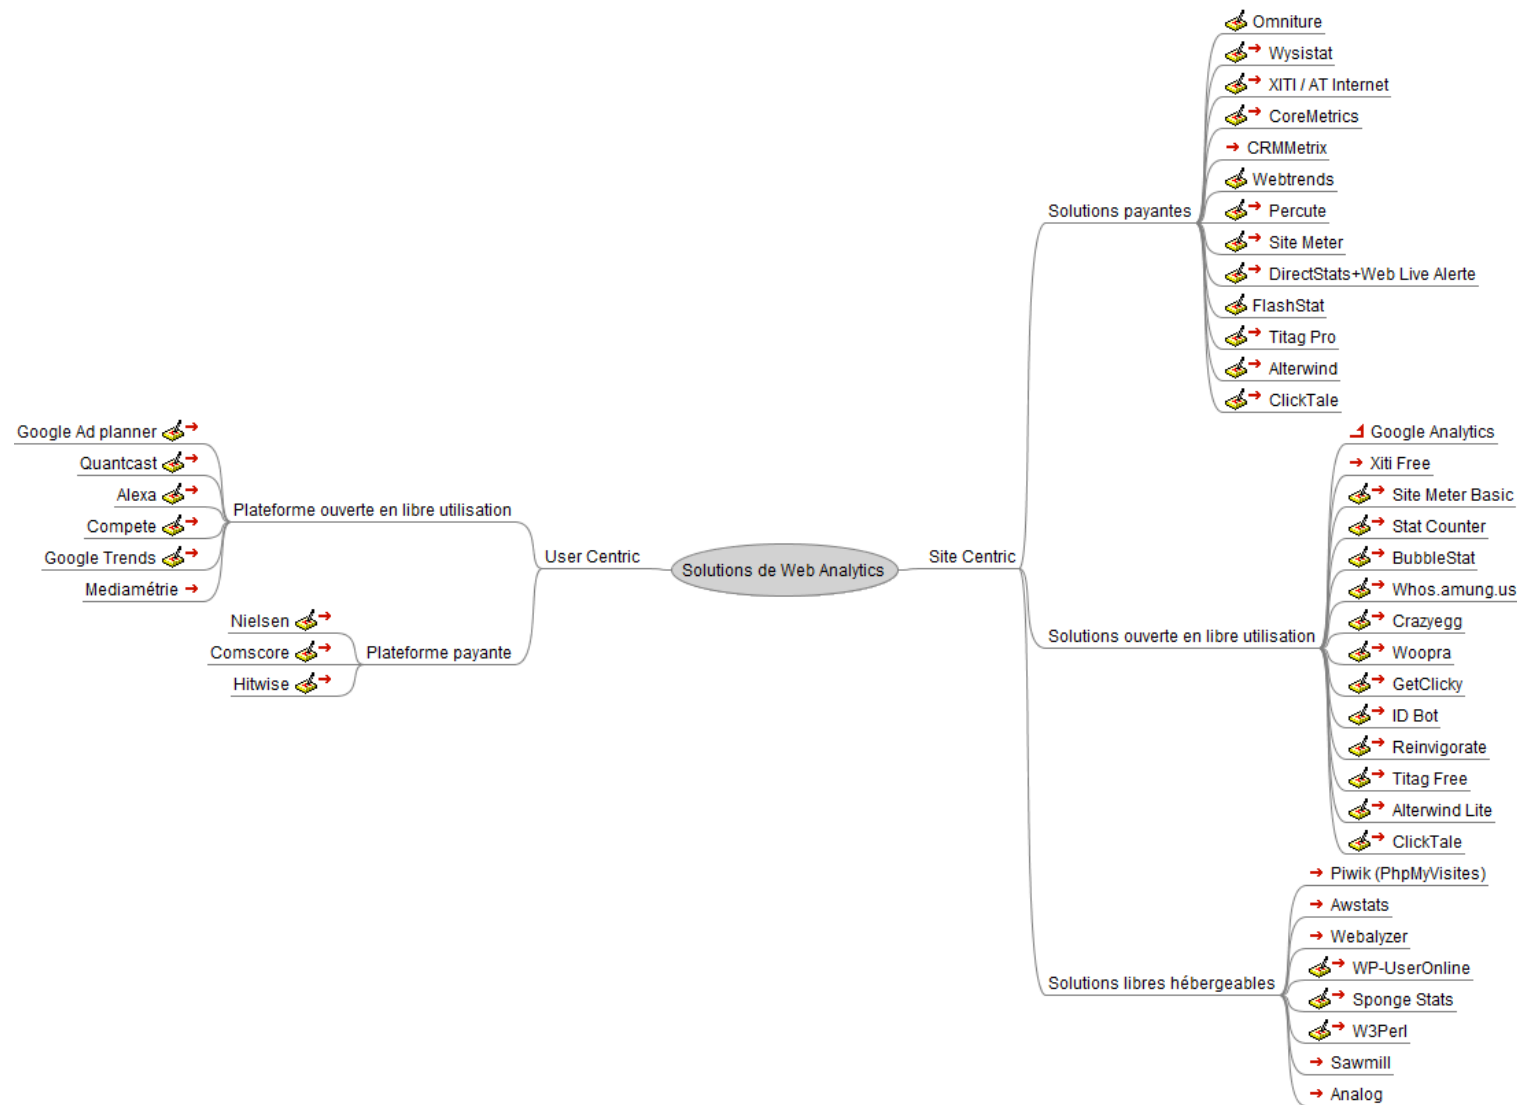 Solutions de Web Analytics
User Centric
Plateforme ouverte en libre utilisation
Google Ad planner
Quantcast
Alexa
Compete
Google Trends
Mediamétrie
Plateforme payante
Nielsen
Comscore
Hitwise
Site Centric
Solutions payantes
Omniture
Wysistat
XITI / AT Internet
CoreMetrics
CRMMetrix
Webtrends
Percute
Site Meter
DirectStats+Web Live Alerte
FlashStat
Titag Pro
Alterwind
ClickTale
Solutions ouverte en libre utilisation
Google Analytics
Xiti Free
Site Meter Basic
Stat Counter
BubbleStat
Whos.amung.us
Crazyegg
Woopra
GetClicky
ID Bot
Reinvigorate
Titag Free
Alterwind Lite
ClickTale
Solutions libres hébergeables
Piwik (PhpMyVisites)
Awstats
Webalyzer
WP-UserOnline
Sponge Stats
W3Perl
Sawmill
Analog